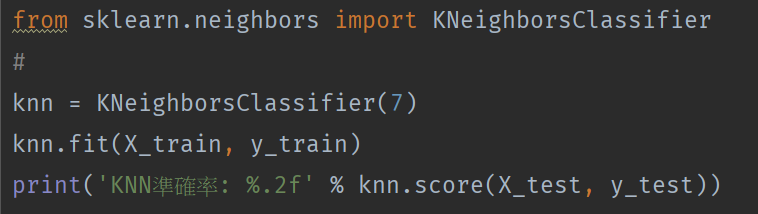 from sklearn.neighbors import KNeighborsClassifier
#
knn = KNeighborsClassifier(7)
knn.fit(X_train, y_train)
print('KNN準確率: %.2f' % knn.score(X_test, y_test))